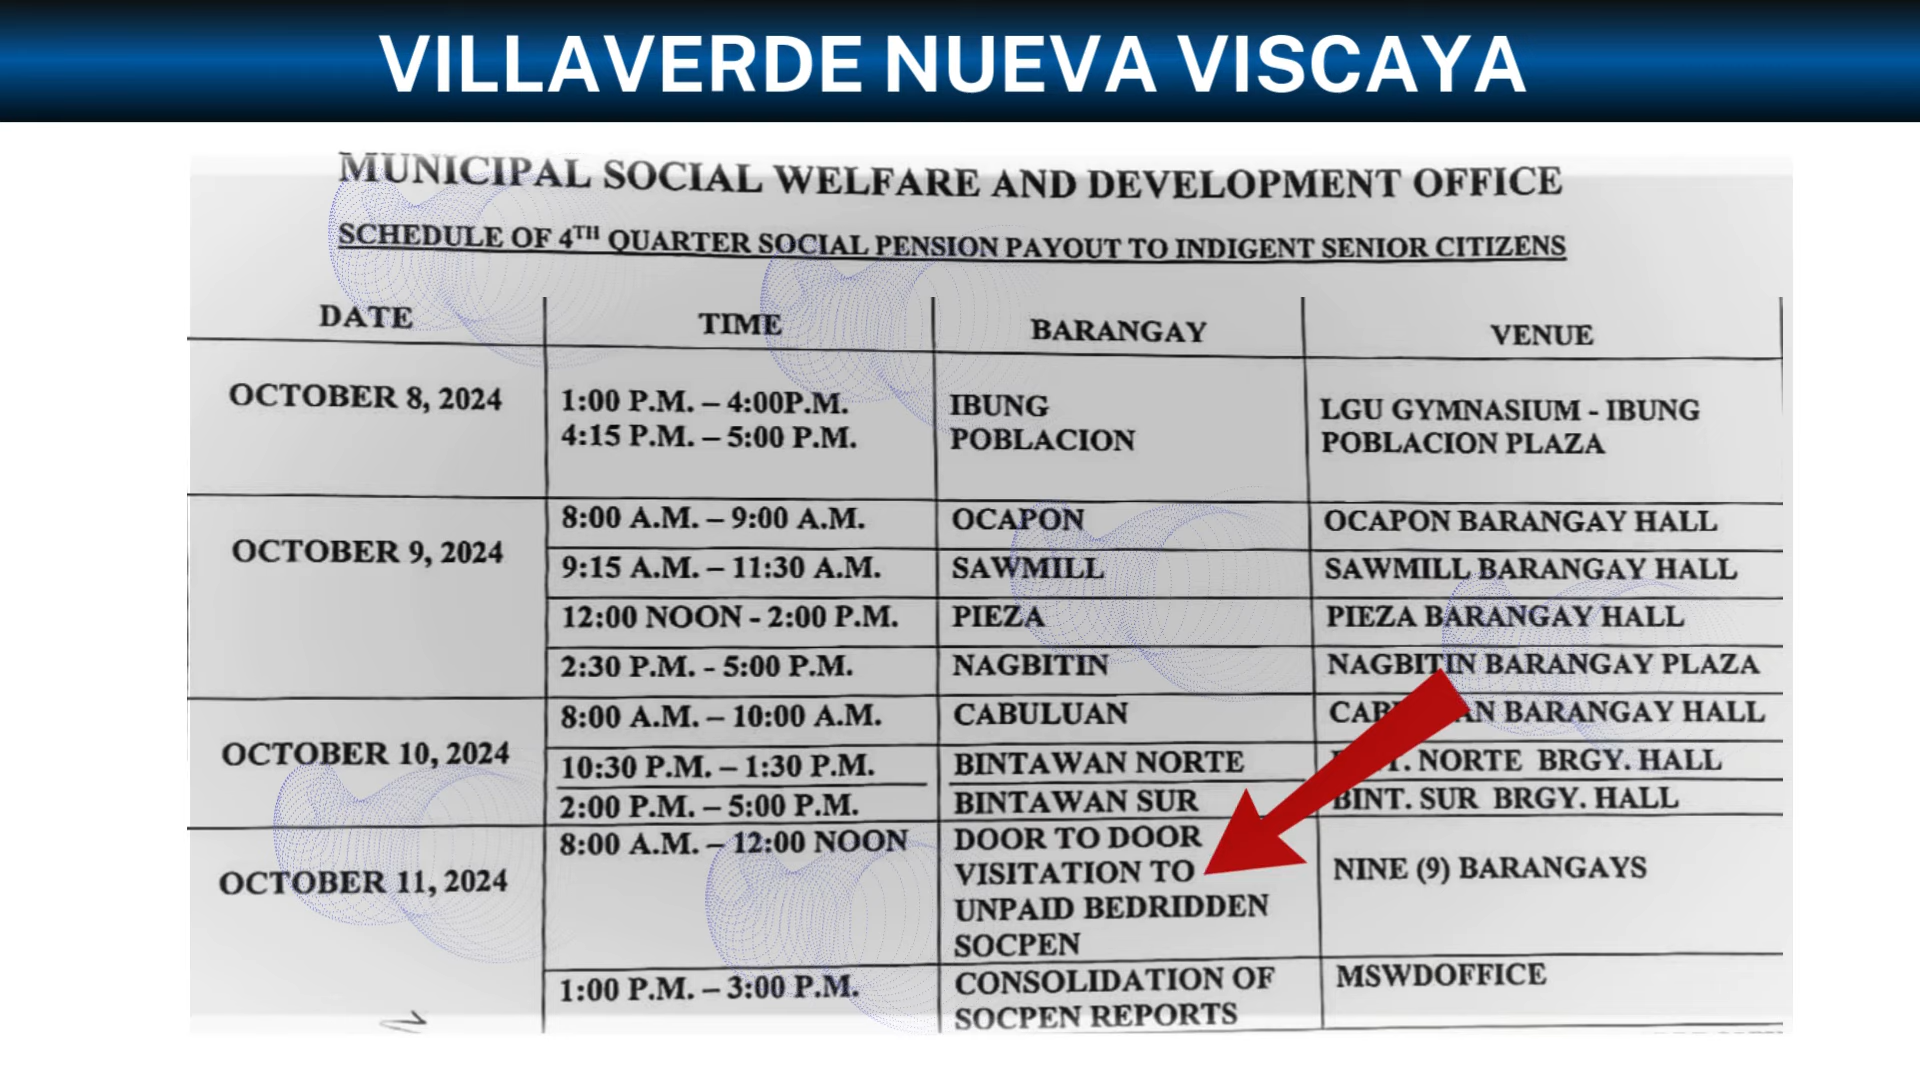 VILLAVERDE NUEVA VISCAYA
MUNICIPAL SOCIAL WELFARE AND DEVELOPMENT OFFICE
SCHEDULE OF 4TH QUARTER SOCIAL PENSION PAYOUT TO INDIGENT SENIOR CITIZENS
DATE TIME BARANGAY VENUE
OCTOBER 8, 2024 1:00 P.M. – 4:00P.M. IBUNG LGU GYMNASIUM - IBUNG
4:15 P.M. – 5:00 P.M. POBLACION POBLACION PLAZA
OCTOBER 9, 2024 8:00 A.M. – 9:00 A.M. OCAPON OCAPON BARANGAY HALL
9:15 A.M. – 11:30 A.M. SAWMILL SAWMILL BARANGAY HALL
12:00 NOON - 2:00 P.M. PIEZA PIEZA BARANGAY HALL
2:30 P.M. - 5:00 P.M. NAGBITIN NAGBITIN BARANGAY PLAZA
OCTOBER 10, 2024 8:00 A.M. – 10:00 A.M. CABULUAN BARANGAY HALL
10:30 P.M. – 1:30 P.M. BINTAWAN NORTE NORTE BRGY. HALL
2:00 P.M. – 5:00 P.M. BINTAWAN SUR BINT. SUR BRGY. HALL
OCTOBER 11, 2024 8:00 A.M. – 12:00 NOON DOOR TO DOOR
VISITATION TO NINE (9) BARANGAYS
UNPAID BEDRIDDEN
SOCPEN
1:00 P.M. – 3:00 P.M. CONSOLIDATION OF MSWDOFFICE
SOCPEN REPORTS